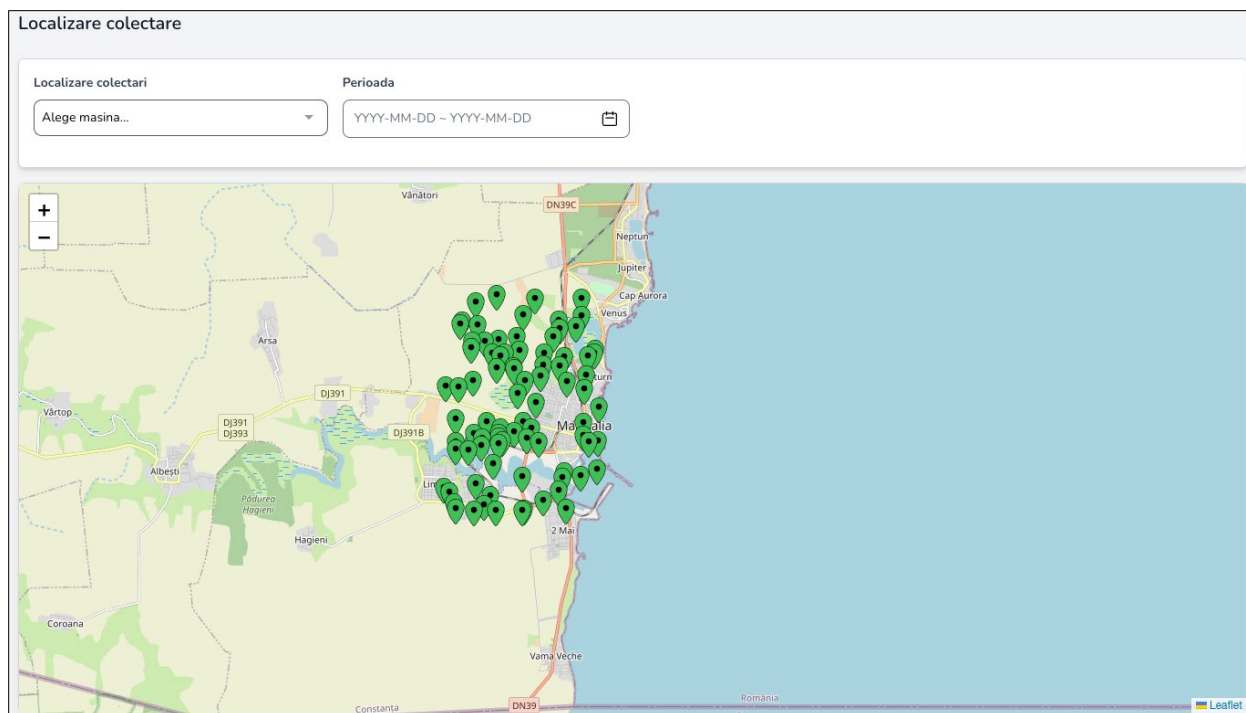 Localizare colectare
Localizare colectari
Perioada
Alege masina...
YYYY-MM-DD ~ YYYY-MM-DD
+
−
Vânători
DN39C
Neptun
Jupiter
Cap Aurora
Venus
Arsa
DJ391
Vârtop
DJ391
DJ393
DJ391B
Albești
Pădurea
Hagieni
Hagieni
2 Mai
Coroana
Vama Veche
România
Constanța
DN39
Leaflet